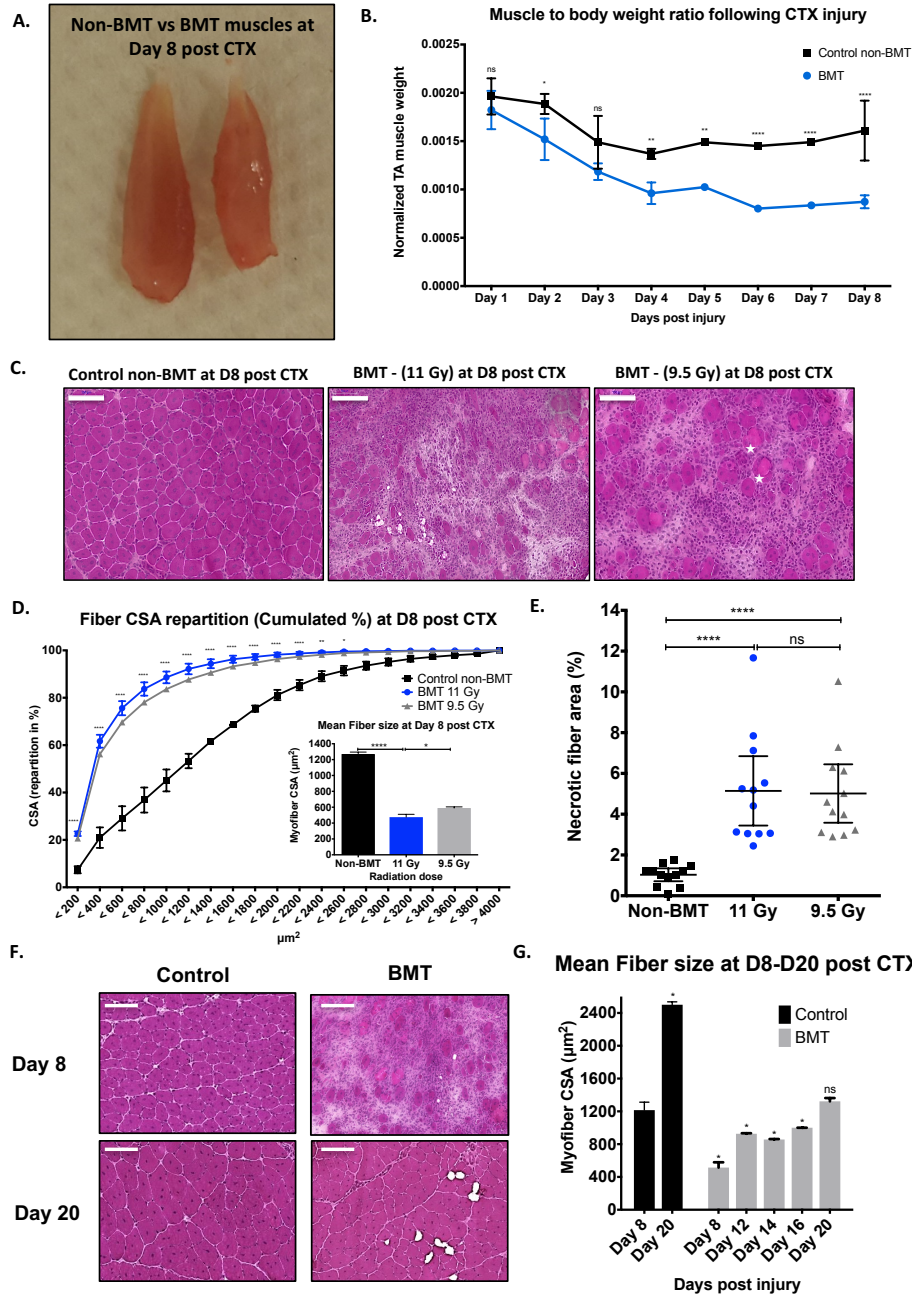 A.
Non-BMT vs BMT muscles at
Day 8 post CTX
B.
Muscle to body weight ratio following CTX injury
Normalized TA muscle weight
0.0025
0.0020
0.0015
0.0010
0.0005
0.0000
ns
*
ns
**
**
****
****
****
Control non-BMT
BMT
Day 1 Day 2 Day 3 Day 4 Day 5 Day 6 Day 7 Day 8
Days post injury
C.
Control non-BMT at D8 post CTX
BMT - (11 Gy) at D8 post CTX
BMT - (9.5 Gy) at D8 post CTX
D.
Fiber CSA repartition (Cumulated %) at D8 post CTX
CSA (repartition in %)
100
80
60
40
20
0
****
****
****
****
****
****
****
****
****
****
****
**
*
Control non-BMT
BMT 11 Gy
BMT 9.5 Gy
Mean Fiber size at Day 8 post CTX
Myofiber CSA (µm²)
1400
1200
1000
800
600
400
200
0
****
*
Non-BMT 11 Gy 9.5 Gy
Radiation dose
< 200 < 400 < 600 < 800 < 1000 < 1200 < 1400 < 1600 < 1800 < 2000 < 2200 < 2400 < 2600 < 2800 < 3000 < 3200 < 3400 < 3600 < 3800 > 4000
µm²
E.
Necrotic fiber area (%)
14
12
10
8
6
4
2
0
****
****
ns
Non-BMT 11 Gy 9.5 Gy
F.
Control
BMT
Day 8
Day 20
G.
Mean Fiber size at D8-D20 post CTX
Myofiber CSA (µm²)
2400
2000
1600
1200
800
400
0
*
*
*
*
*
ns
Control
BMT
Day 8 Day 20 Day 8 Day 12 Day 14 Day 16 Day 20
Days post injury